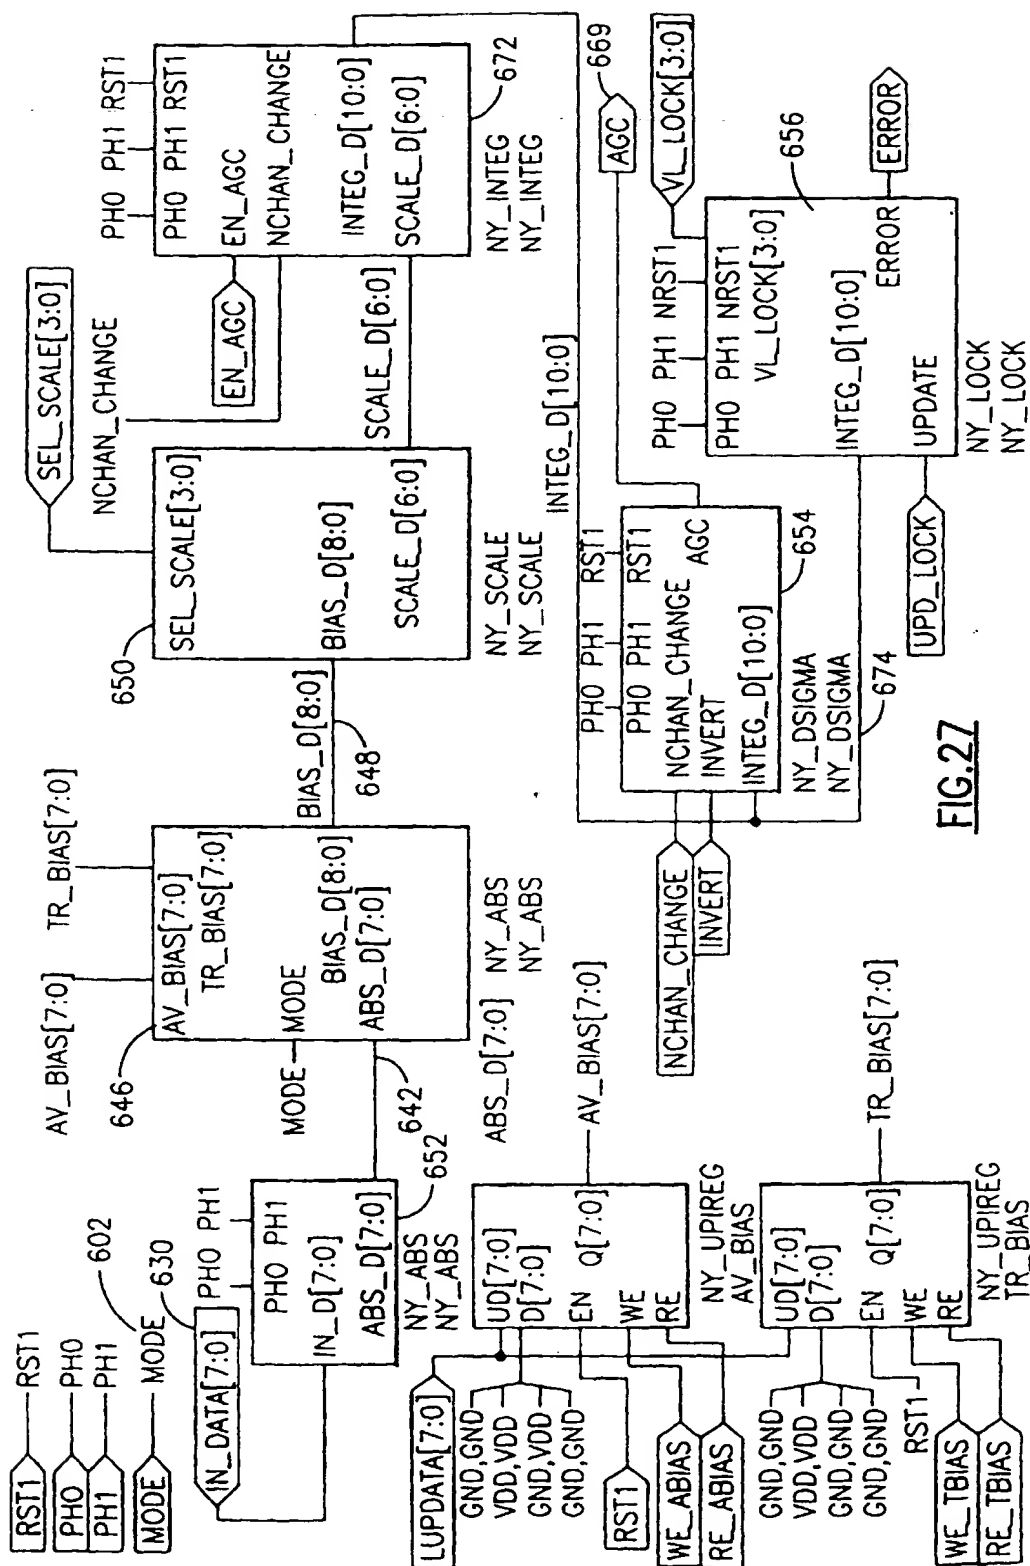 RST1 RST1
PH0 PH0
PH1 PH1
MODE MODE
602
630
IN_DATA[7:0]
PH0 PH1
PH0 PH1
IN_D[7:0]
ABS_D[7:0]
652
NY_ABS
NY_ABS
642
AV_BIAS[7:0]
TR_BIAS[7:0]
646
AV_BIAS[7:0]
TR_BIAS[7:0]
MODE
MODE
BIAS_D[8:0]
ABS_D[7:0]
ABS_D[7:0]
NY_ABS
NY_ABS
BIAS_D[8:0]
648
SEL_SCALE[3:0]
NCHAN_CHANGE
650
SEL_SCALE[3:0]
BIAS_D[8:0]
SCALE_D[6:0]
NY_SCALE
NY_SCALE
EN_AGC
SCALE_D[6:0]
PH0 PH1 RST1
PH0 PH1 RST1
EN_AGC
NCHAN_CHANGE
INTEG_D[10:0]
SCALE_D[6:0]
672
NY_INTEG
NY_INTEG
LUPDATA[7:0]
GND,GND
VDD,VDD
GND,VDD
GND,GND
RST1
WE_ABIAS
RE_ABIAS
UD[7:0]
D[7:0]
EN Q[7:0]
WE
RE
AV_BIAS[7:0]
NY_UPIREG
AV_BIAS
GND,GND
VDD,VDD
GND,GND
GND,GND
RST1
WE_TBIAS
RE_TBIAS
UD[7:0]
D[7:0]
EN Q[7:0]
WE
RE
TR_BIAS[7:0]
NY_UPIREG
TR_BIAS
INTEG_D[10:0]
NCHAN_CHANGE
INVERT
PH0 PH1 RST1
PH0 PH1 RST1
NCHAN_CHANGE
INVERT AGC
INTEG_D[10:0]
654
NY_DSIGMA
NY_DSIGMA
674
669
AGC
VL_LOCK[3:0]
PH0 PH1 NRST1
PH0 PH1 NRST1
VL_LOCK[3:0]
INTEG_D[10:0]
ERROR
UPDATE
656
ERROR
UPD_LOCK
NY_LOCK
NY_LOCK
FIG.27